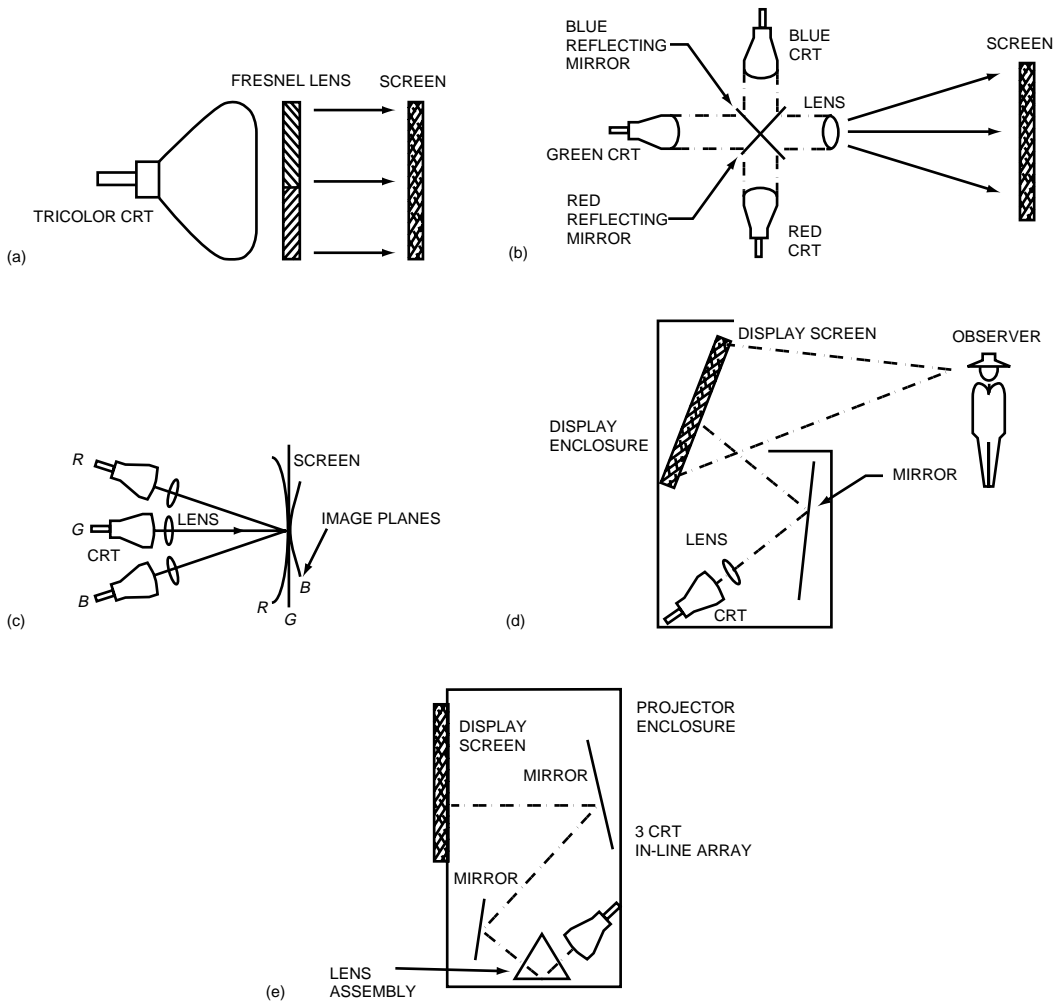 FRESNEL LENS
SCREEN
TRICOLOR CRT
(a)
BLUE
REFLECTING
MIRROR
BLUE
CRT
SCREEN
LENS
GREEN CRT
RED
REFLECTING
MIRROR
RED
CRT
(b)
R
SCREEN
G
LENS
IMAGE PLANES
CRT
B
R
B
G
(c)
DISPLAY SCREEN
OBSERVER
DISPLAY
ENCLOSURE
MIRROR
LENS
CRT
(d)
DISPLAY
SCREEN
PROJECTOR
ENCLOSURE
MIRROR
3 CRT
IN-LINE ARRAY
MIRROR
LENS
ASSEMBLY
(e)